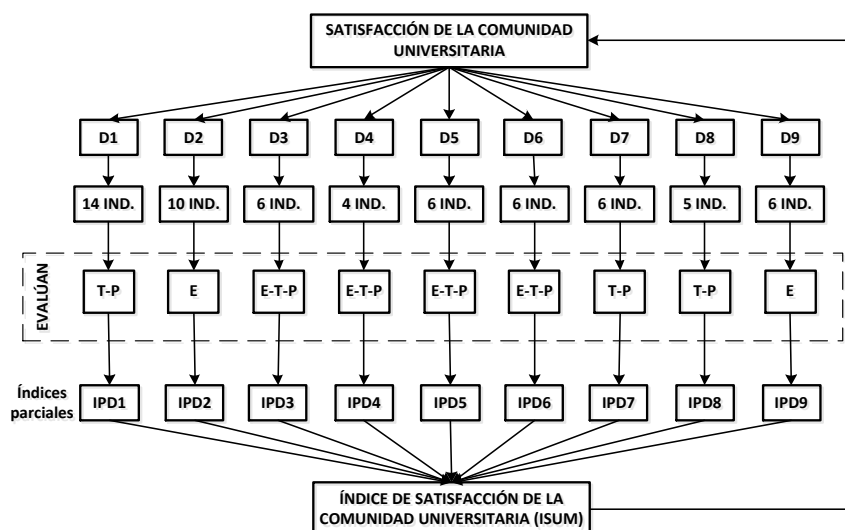 SATISFACCIÓN DE LA COMUNIDAD
UNIVERSITARIA
D1 D2 D3 D4 D5 D6 D7 D8 D9
14 IND. 10 IND. 6 IND. 4 IND. 6 IND. 6 IND. 6 IND. 5 IND. 6 IND.
EVALÚAN
T-P E E-T-P E-T-P E-T-P E-T-P T-P T-P E
Índices
parciales
IPD1 IPD2 IPD3 IPD4 IPD5 IPD6 IPD7 IPD8 IPD9
ÍNDICE DE SATISFACCIÓN DE LA
COMUNIDAD UNIVERSITARIA (ISUM)